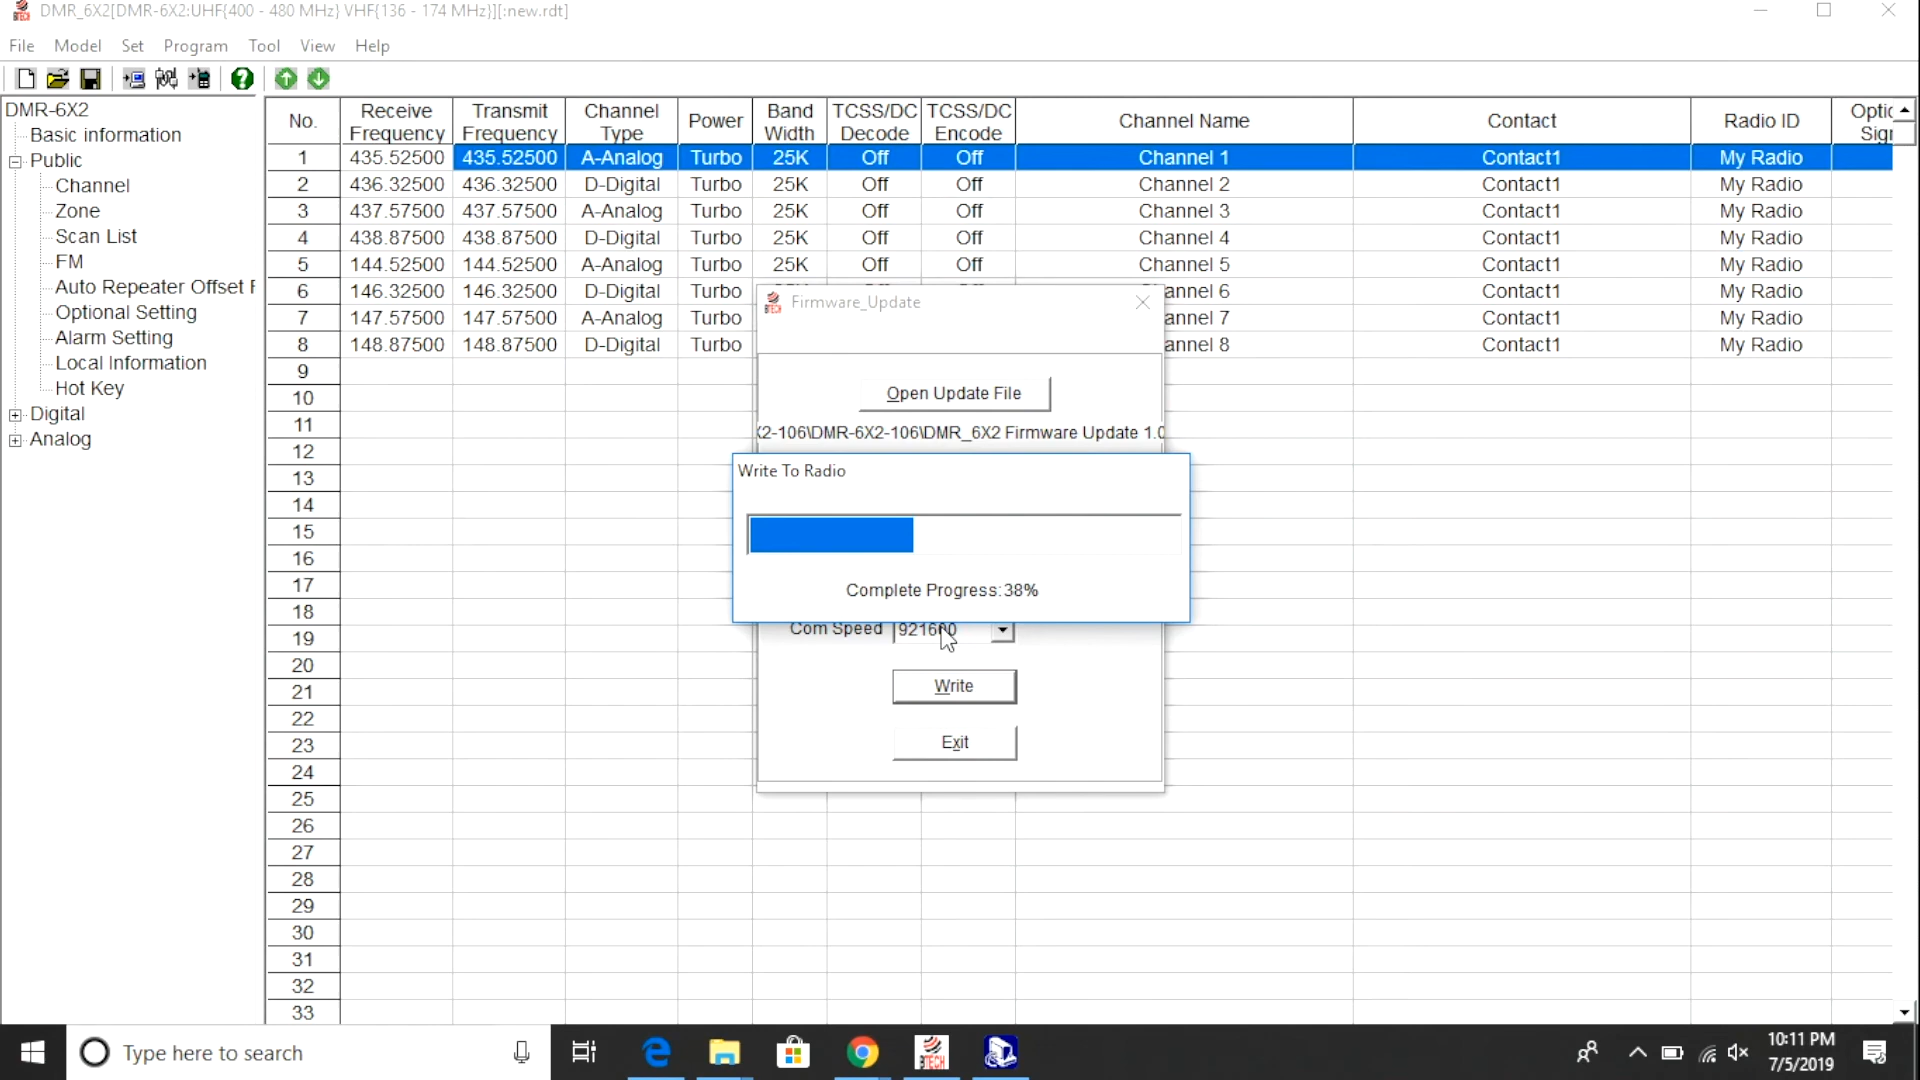 DMR_6X2[DMR-6X2:UHF{400 - 480 MHz} VHF{136 - 174 MHz}][:new.rdt]
File Model Set Program Tool View Help
DMR-6X2
Basic information
Public
Channel
Zone
Scan List
FM
Auto Repeater Offset F
Optional Setting
Alarm Setting
Local Information
Hot Key
Digital
Analog
No. Receive Frequency Transmit Frequency Channel Type Power Band Width TCSS/DC Decode TCSS/DC Encode Channel Name Contact Radio ID Optic Sigr
1 435.52500 435.52500 A-Analog Turbo 25K Off Off Channel 1 Contact1 My Radio
2 436.32500 436.32500 D-Digital Turbo 25K Off Off Channel 2 Contact1 My Radio
3 437.57500 437.57500 A-Analog Turbo 25K Off Off Channel 3 Contact1 My Radio
4 438.87500 438.87500 D-Digital Turbo 25K Off Off Channel 4 Contact1 My Radio
5 144.52500 144.52500 A-Analog Turbo 25K Off Off Channel 5 Contact1 My Radio
6 146.32500 146.32500 D-Digital Turbo annel 6 Contact1 My Radio
7 147.57500 147.57500 A-Analog Turbo annel 7 Contact1 My Radio
8 148.87500 148.87500 D-Digital Turbo annel 8 Contact1 My Radio
9
10
11
12
13
14
15
16
17
18
19
20
21
22
23
24
25
26
27
28
29
30
31
32
33
Firmware_Update
Open Update File
X2-106\DMR-6X2-106\DMR_6X2 Firmware Update 1.0
Write To Radio
Complete Progress:38%
Com Speed 921600
Write
Exit
Type here to search
BTECH
10:11 PM
7/5/2019